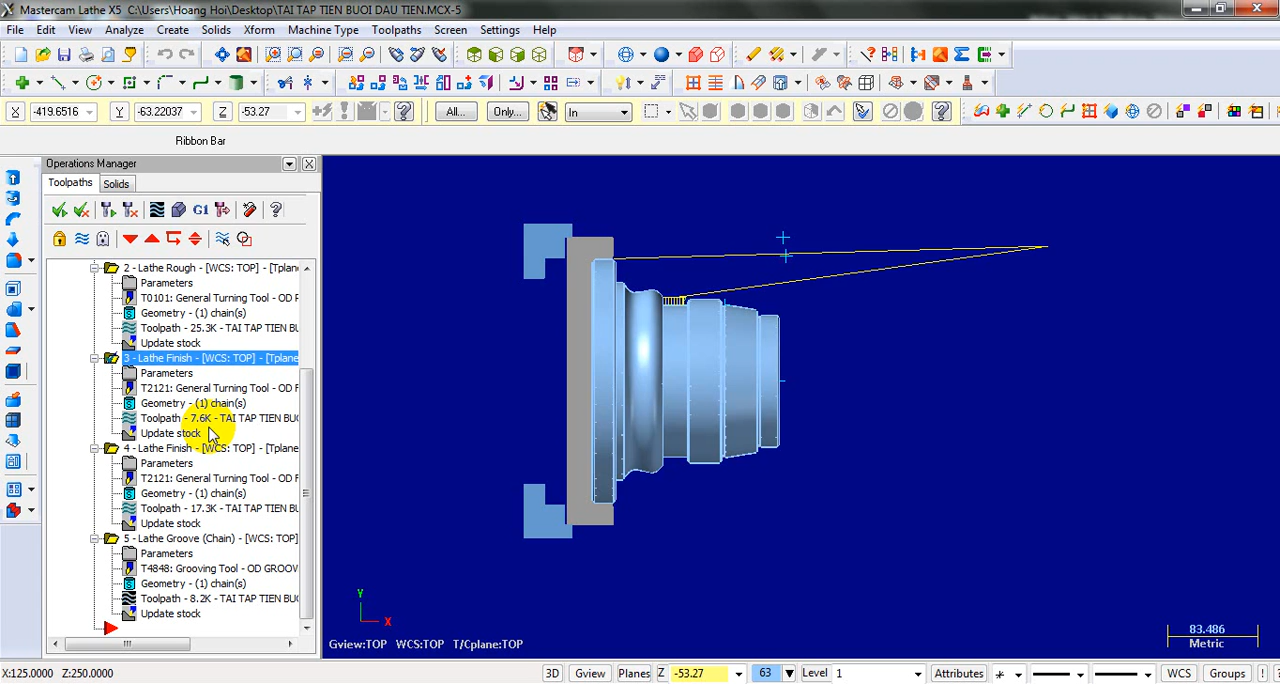 Mastercam Lathe X5 C:\Users\Hoang Hoi\Desktop\TAI TAP TIEN BUOI DAU TIEN.MCX-5
File Edit View Analyze Create Solids Xform Machine Type Toolpaths Screen Settings Help
X -419.6516 Y -63.22037 Z -53.27 All... Only... In
Ribbon Bar
Operations Manager
Toolpaths Solids
G1
2 - Lathe Rough - [WCS: TOP] - [Tplane
Parameters
T0101: General Turning Tool - OD F
Geometry - (1) chain(s)
Toolpath - 25.3K - TAI TAP TIEN BU
Update stock
3 - Lathe Finish - [WCS: TOP] - [Tplane
Parameters
T2121: General Turning Tool - OD F
Geometry - (1) chain(s)
Toolpath - 7.6K - TAI TAP TIEN BUO
Update stock
4 - Lathe Finish - [WCS: TOP] - [Tplane
Parameters
T2121: General Turning Tool - OD F
Geometry - (1) chain(s)
Toolpath - 17.3K - TAI TAP TIEN BU
Update stock
5 - Lathe Groove (Chain) - [WCS: TOP]
Parameters
T4848: Grooving Tool - OD GROOV
Geometry - (1) chain(s)
Toolpath - 8.2K - TAI TAP TIEN BUO
Update stock
Y
X
Gview:TOP WCS:TOP T/Cplane:TOP
83.486
Metric
X:125.0000 Z:250.0000 3D Gview Planes Z -53.27 63 Level 1 Attributes WCS Groups